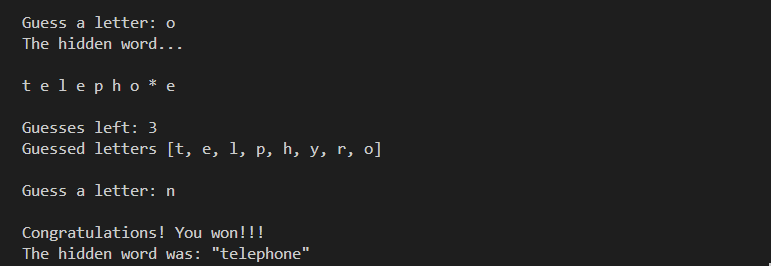 Guess a letter: o
The hidden word...
t e l e p h o * e
Guesses left: 3
Guessed letters [t, e, l, p, h, y, r, o]
Guess a letter: n
Congratulations! You won!!!
The hidden word was: "telephone"